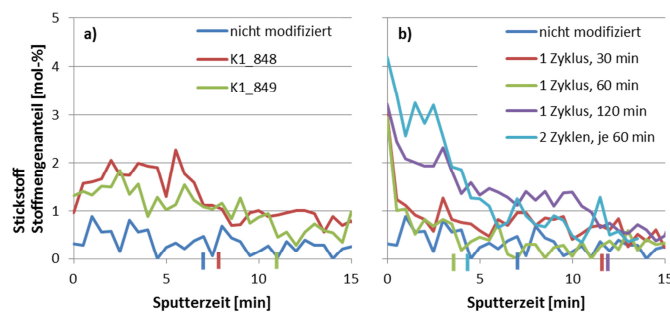 Stickstoff
Stoffmengenanteil [mol-%]
5
4
3
2
1
0
a)
nicht modifiziert
K1_848
K1_849
0
5
10
15
Sputterzeit [min]
b)
nicht modifiziert
1 Zyklus, 30 min
1 Zyklus, 60 min
1 Zyklus, 120 min
2 Zyklen, je 60 min
0
5
10
15
Sputterzeit [min]